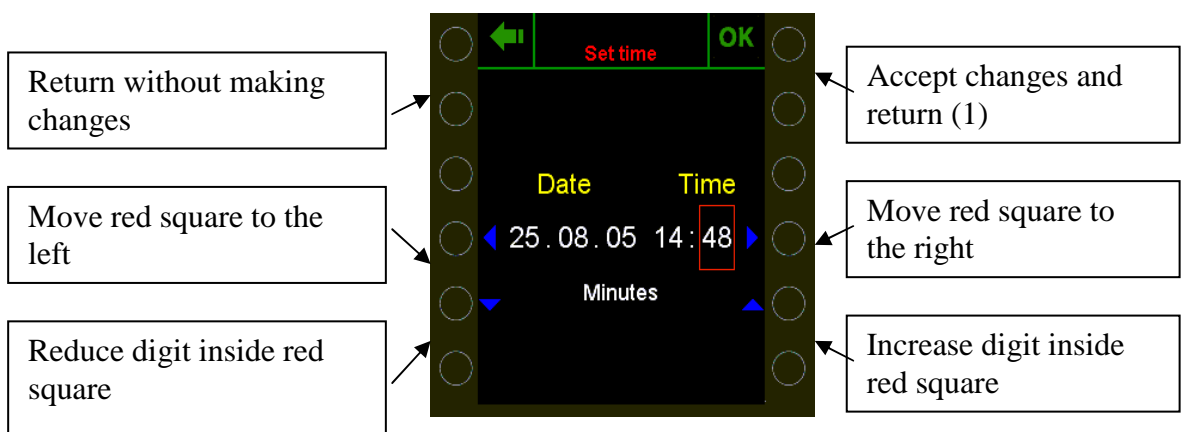 Set time
OK
Return without making
changes
Accept changes and
return (1)
Date Time
Move red square to the
left
25.08.05 14:48
Move red square to
the right
Minutes
Reduce digit inside red
square
Increase digit inside
red square